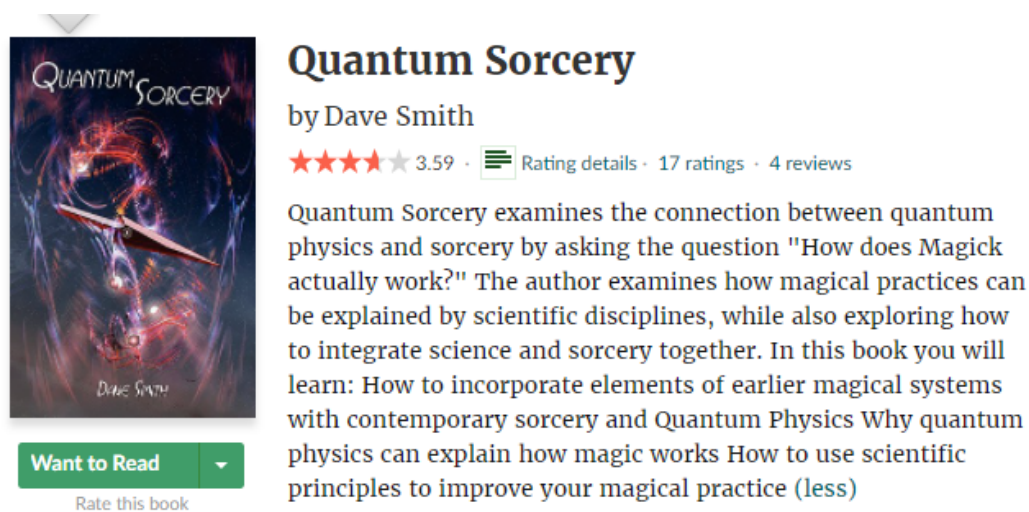 Quantum Sorcery
Dave Smith
Want to Read
Rate this book
Quantum Sorcery
by Dave Smith
3.59 · Rating details · 17 ratings · 4 reviews
Quantum Sorcery examines the connection between quantum
physics and sorcery by asking the question "How does Magick
actually work?" The author examines how magical practices can
be explained by scientific disciplines, while also exploring how
to integrate science and sorcery together. In this book you will
learn: How to incorporate elements of earlier magical systems
with contemporary sorcery and Quantum Physics Why quantum
physics can explain how magic works How to use scientific
principles to improve your magical practice (less)